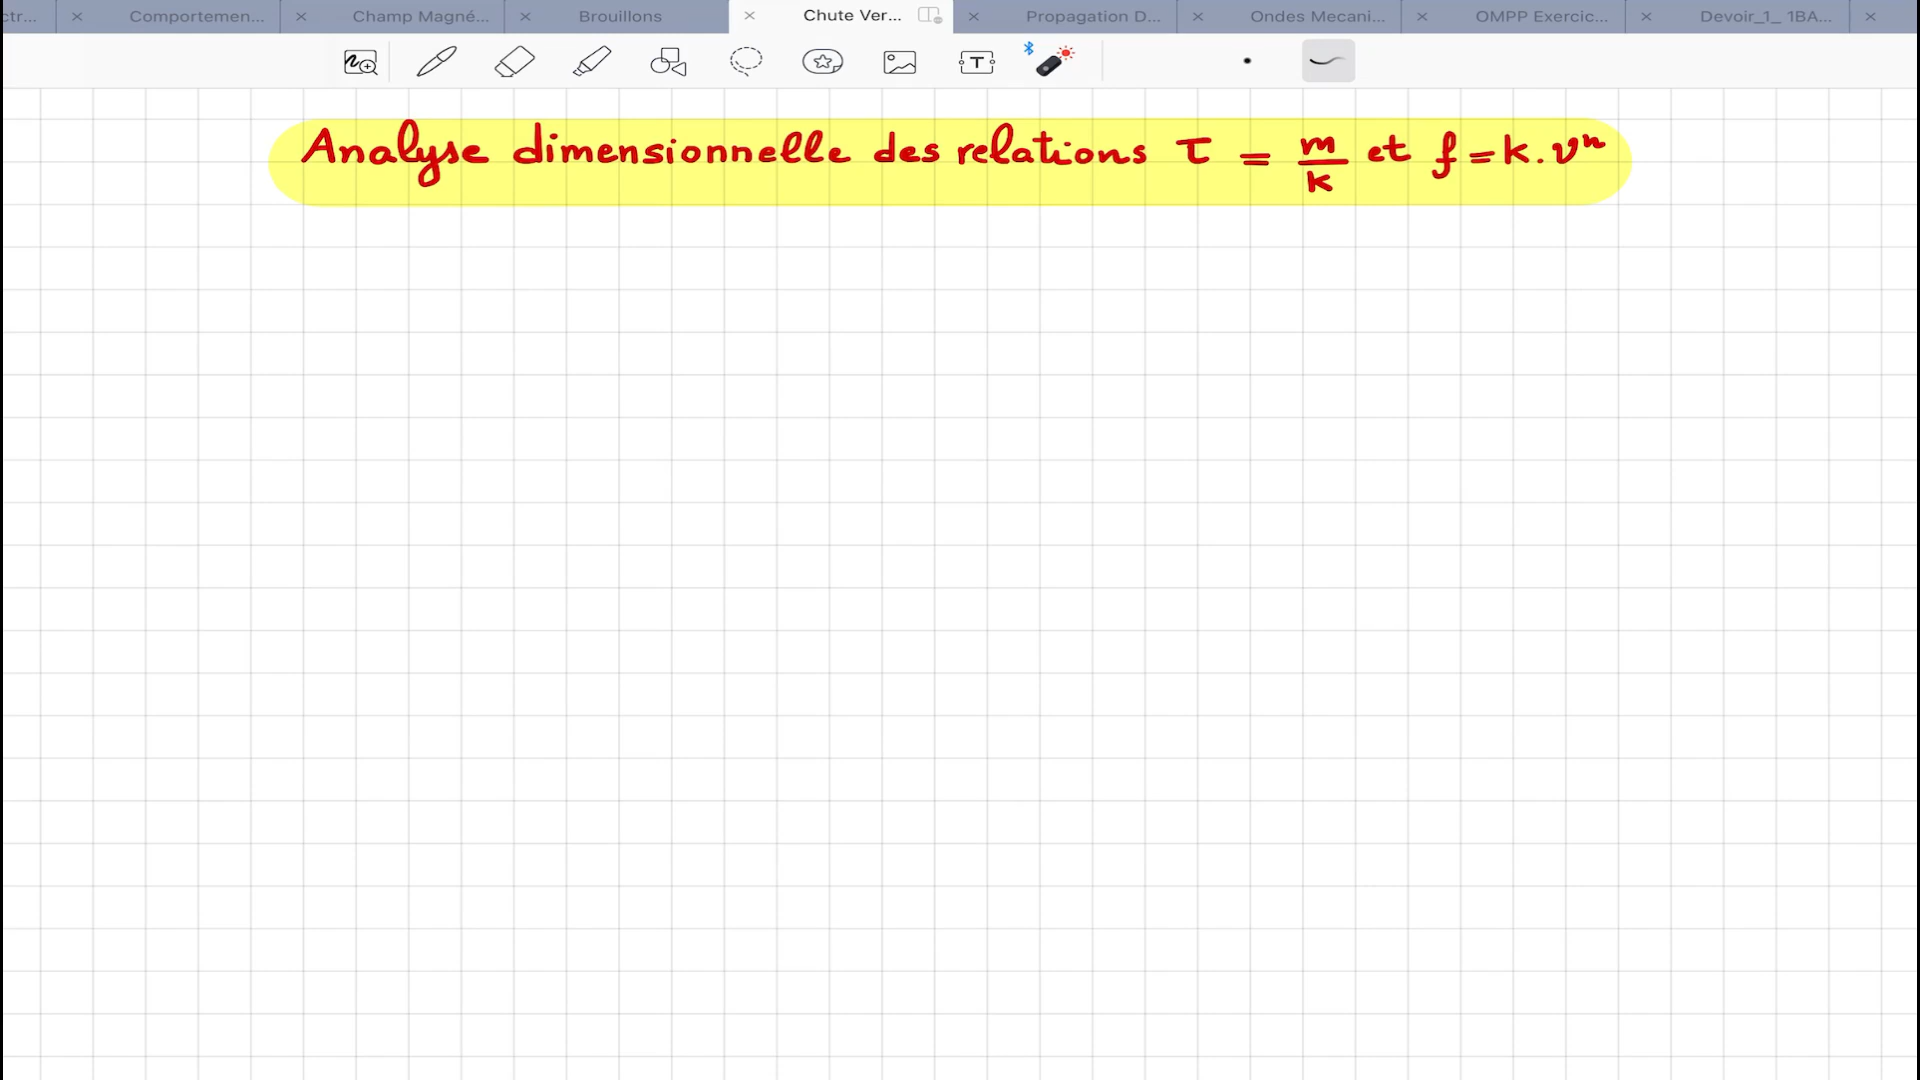 ctr...
Comportemen...
Champ Magné...
Brouillons
Chute Ver...
Propagation D...
Ondes Mecani...
OMPP Exercic...
Devoir_1_ 1BA...
T
Analyse dimensionnelle des relations τ = m/k et f = k. vⁿ